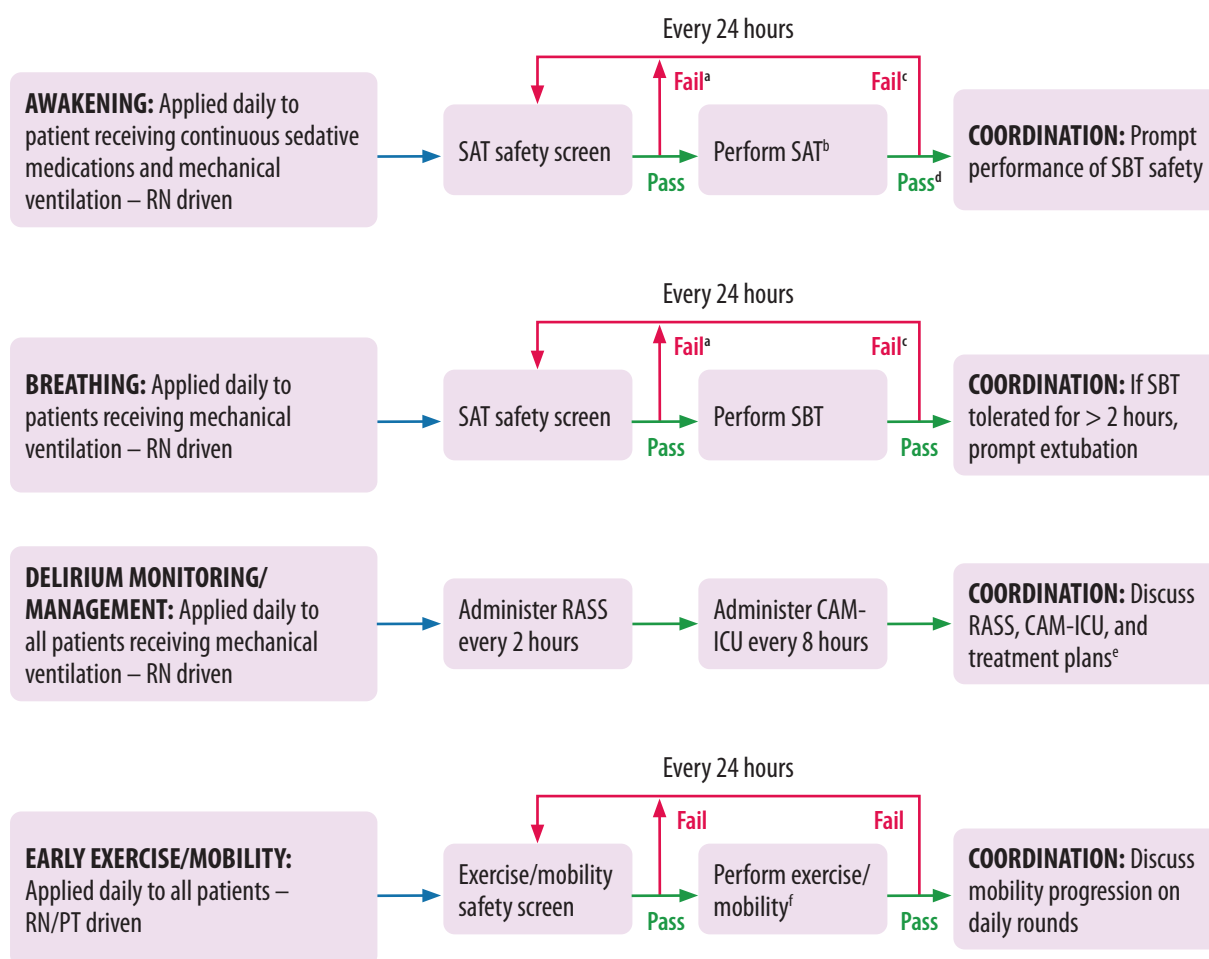 Every 24 hours
AWAKENING: Applied daily to
patient receiving continuous sedative
medications and mechanical
ventilation – RN driven
SAT safety screen
Failᵃ
Pass
Perform SATᵇ
Failᶜ
Passᵈ
COORDINATION: Prompt
performance of SBT safety
Every 24 hours
BREATHING: Applied daily to
patients receiving mechanical
ventilation – RN driven
SAT safety screen
Failᵃ
Pass
Perform SBT
Failᶜ
Pass
COORDINATION: If SBT
tolerated for > 2 hours,
prompt extubation
DELIRIUM MONITORING/
MANAGEMENT: Applied daily to
all patients receiving mechanical
ventilation – RN driven
Administer RASS
every 2 hours
Administer CAM-
ICU every 8 hours
COORDINATION: Discuss
RASS, CAM-ICU, and
treatment plansᵉ
Every 24 hours
EARLY EXERCISE/MOBILITY:
Applied daily to all patients –
RN/PT driven
Exercise/mobility
safety screen
Fail
Pass
Perform exercise/
mobilityᶠ
Fail
Pass
COORDINATION: Discuss
mobility progression on
daily rounds